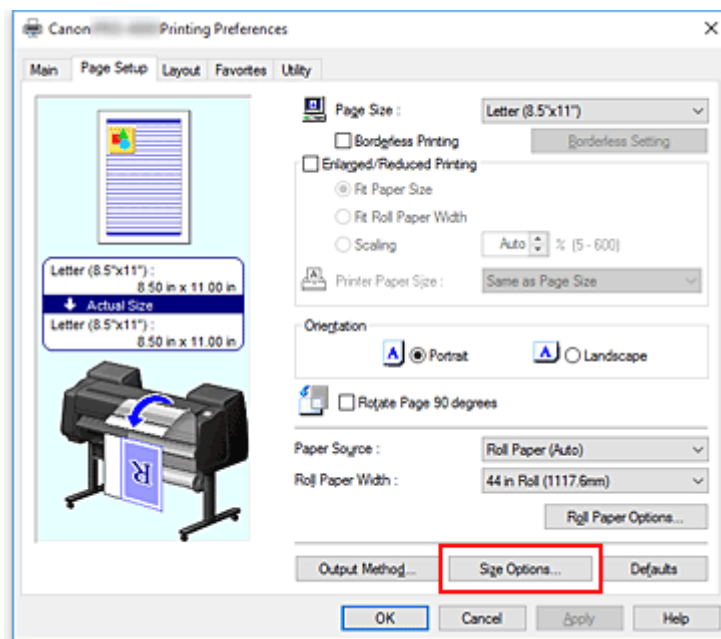 Canon Printing Preferences
Main Page Setup Layout Favorites Utility
Page Size : Letter (8.5"x11")
Borderless Printing Borderless Setting
Enlarged/Reduced Printing
Fit Paper Size
Fit Roll Paper Width
Scaling Auto % (5 - 600)
Printer Paper Size : Same as Page Size
Letter (8.5"x11") :
8.50 in x 11.00 in
Actual Size
Letter (8.5"x11") :
8.50 in x 11.00 in
Orientation
A Portrait A Landscape
Rotate Page 90 degrees
Paper Source : Roll Paper (Auto)
Roll Paper Width : 44 in Roll (1117.6mm)
R
Roll Paper Options...
Output Method... Size Options... Defaults
OK Cancel Apply Help